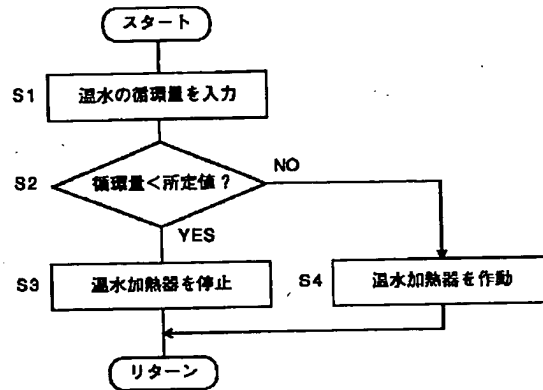 スタート
S1
温水の循環量を入力
S2
循環量<所定値?
NO
YES
S3
温水加熱器を停止
S4
温水加熱器を作動
リターン